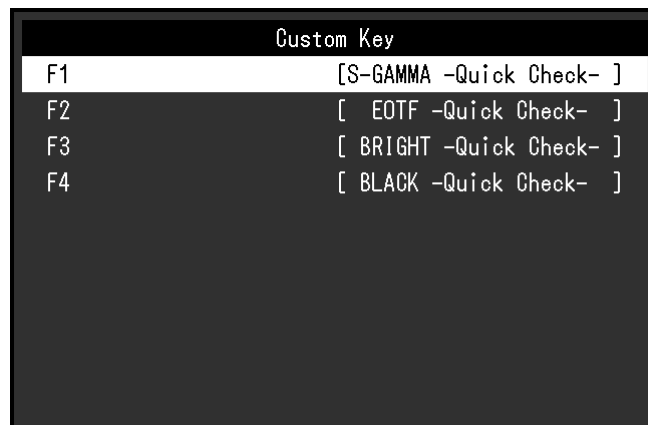 Custom Key
F1 [S-GAMMA -Quick Check- ]
F2 [ EOTF -Quick Check- ]
F3 [ BRIGHT -Quick Check- ]
F4 [ BLACK -Quick Check- ]